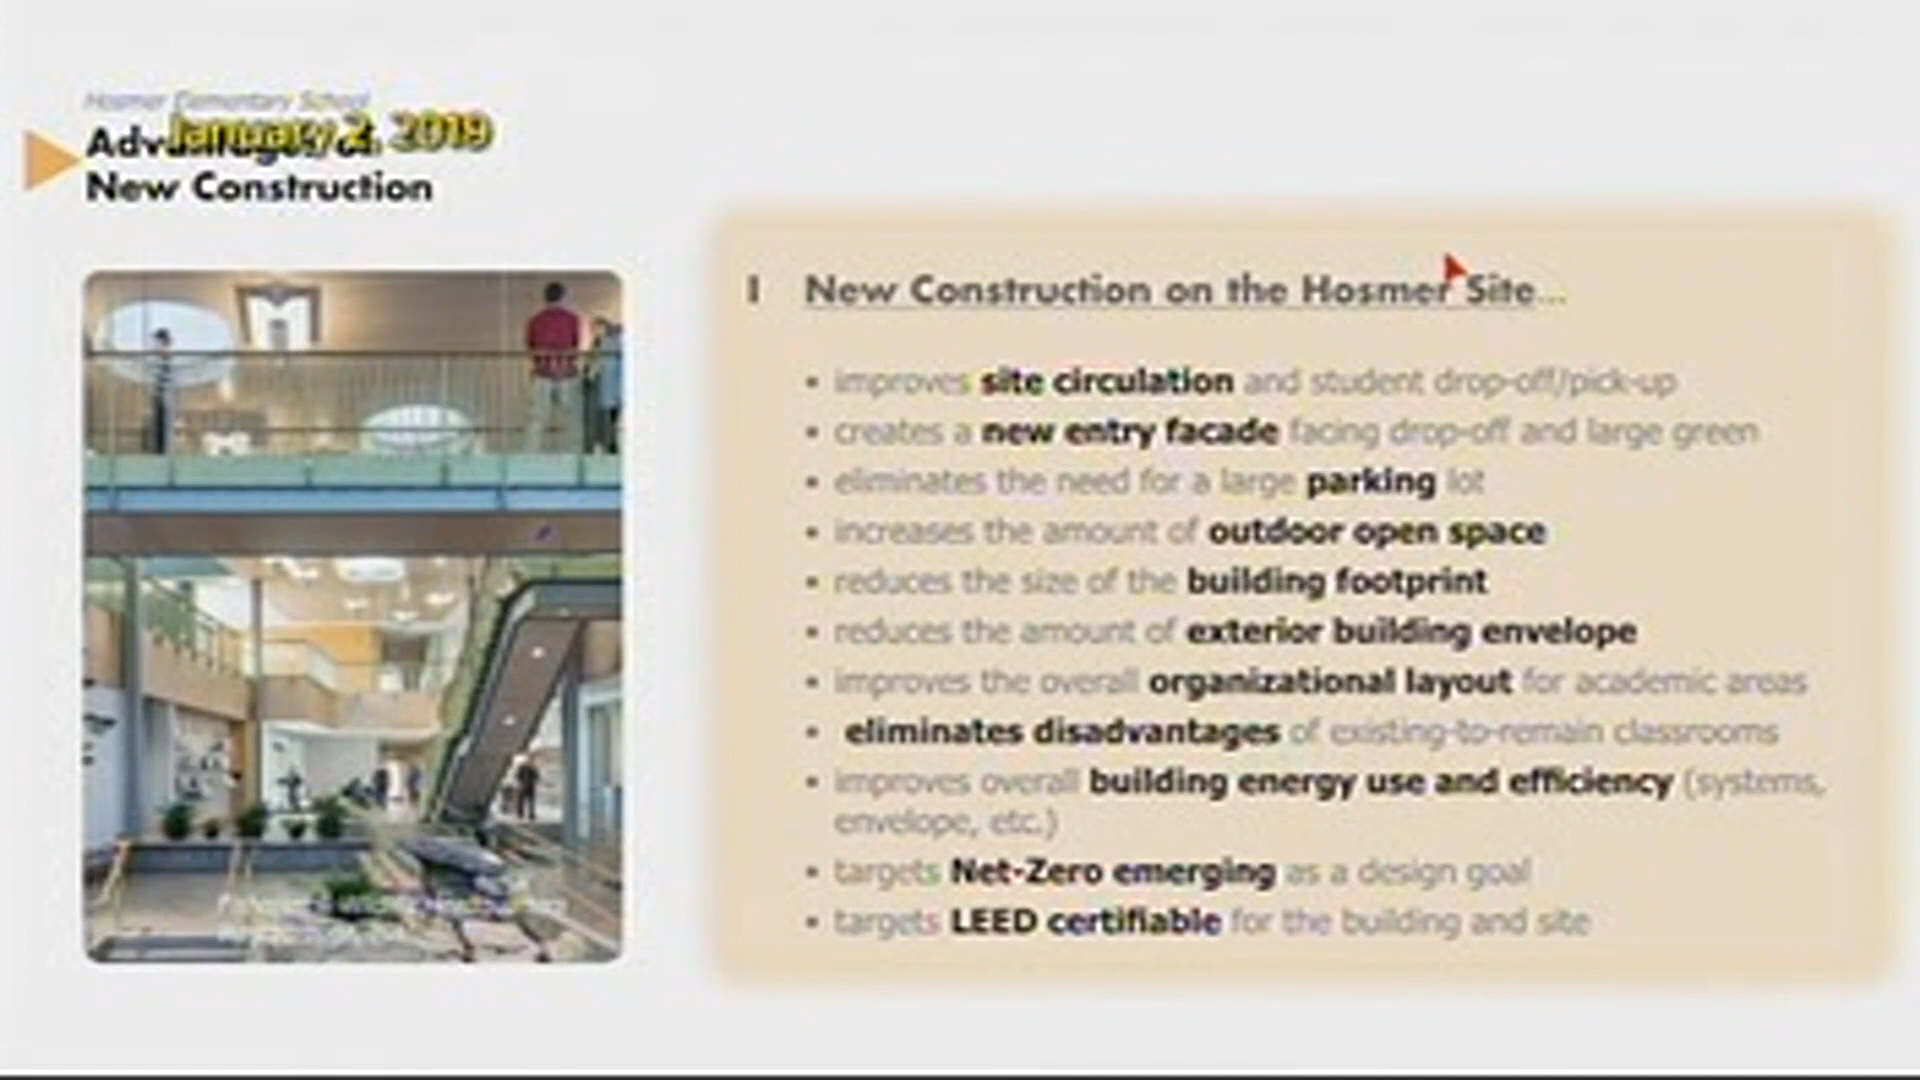 Hosmer Elementary School
January 2, 2019
New Construction
I New Construction on the Hosmer Site...
• improves site circulation and student drop-off/pick-up
• creates a new entry facade facing drop-off and large green
• eliminates the need for a large parking lot
• increases the amount of outdoor open space
• reduces the size of the building footprint
• reduces the amount of exterior building envelope
• improves the overall organizational layout for academic areas
• eliminates disadvantages of existing-to-remain classrooms
• improves overall building energy use and efficiency (systems,
envelope, etc.)
• targets Net-Zero emerging as a design goal
• targets LEED certifiable for the building and site